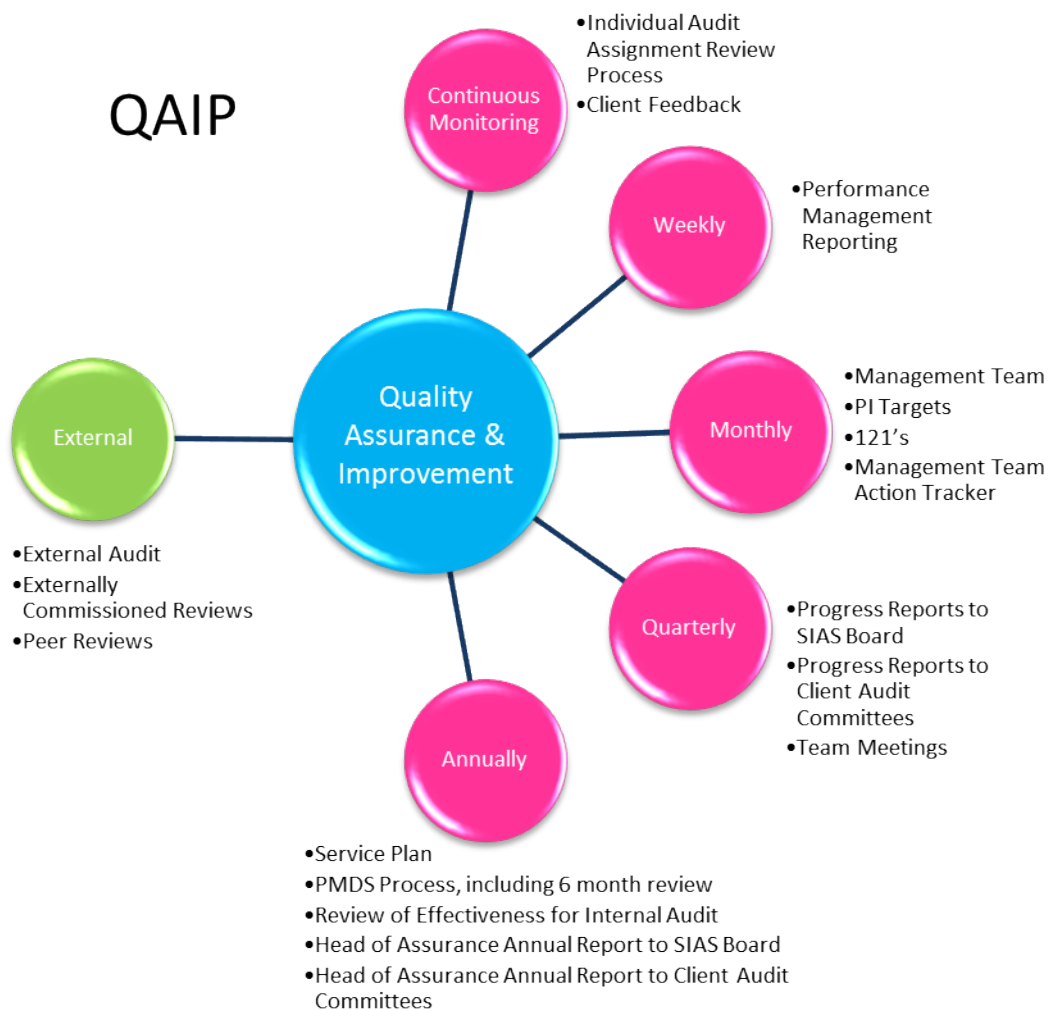 QAIP
Continuous
Monitoring
•Individual Audit
Assignment Review
Process
•Client Feedback
Weekly
•Performance
Management
Reporting
Monthly
•Management Team
•PI Targets
•121’s
•Management Team
Action Tracker
Quality
Assurance &
Improvement
External
•External Audit
•Externally
Commissioned Reviews
•Peer Reviews
Quarterly
•Progress Reports to
SIAS Board
•Progress Reports to
Client Audit
Committees
•Team Meetings
Annually
•Service Plan
•PMDS Process, including 6 month review
•Review of Effectiveness for Internal Audit
•Head of Assurance Annual Report to SIAS Board
•Head of Assurance Annual Report to Client Audit
Committees